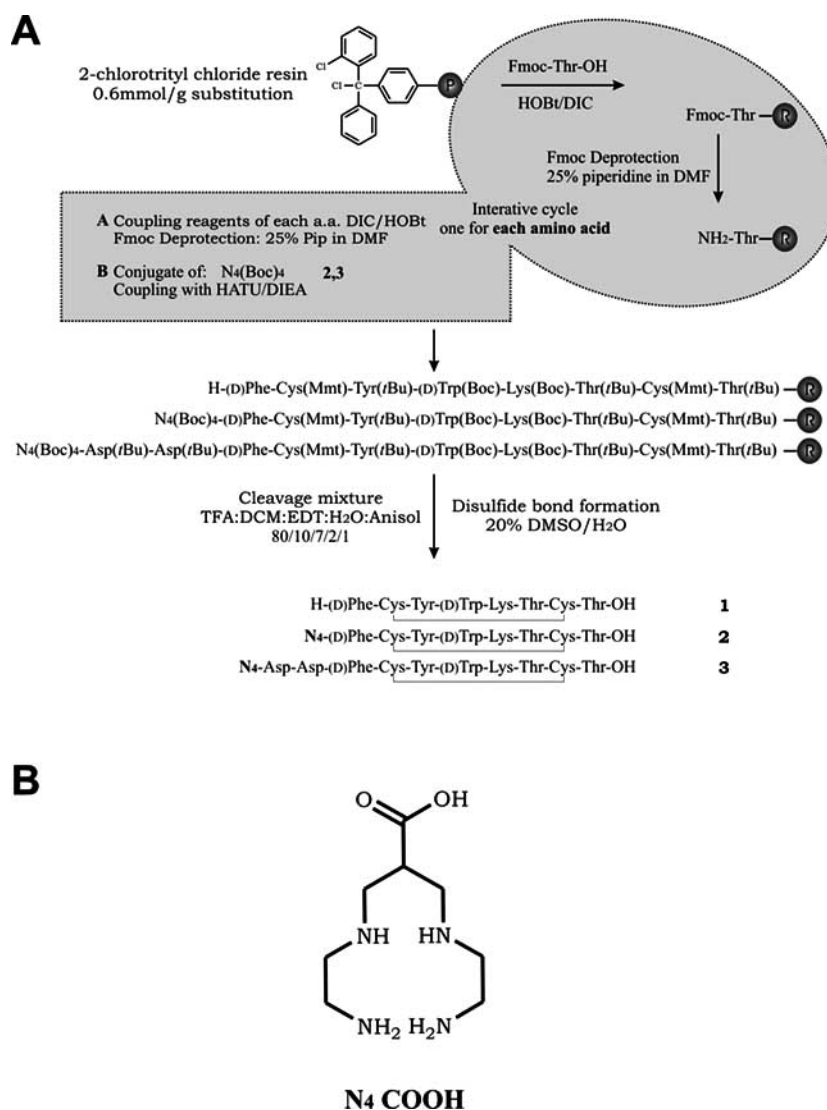 A
2-chlorotrityl chloride resin
0.6mmol/g substitution
Cl
Cl
C
P
Fmoc-Thr-OH
HOBt/DIC
Fmoc-Thr
R
Fmoc Deprotection
25% piperidine in DMF
Interative cycle
one for each amino acid
NH2-Thr
R
A Coupling reagents of each a.a. DIC/HOBt
Fmoc Deprotection: 25% Pip in DMF
B Conjugate of: N4(Boc)4 2,3
Coupling with HATU/DIEA
H-(D)Phe-Cys(Mmt)-Tyr(tBu)-(D)Trp(Boc)-Lys(Boc)-Thr(tBu)-Cys(Mmt)-Thr(tBu) R
N4(Boc)4-(D)Phe-Cys(Mmt)-Tyr(tBu)-(D)Trp(Boc)-Lys(Boc)-Thr(tBu)-Cys(Mmt)-Thr(tBu) R
N4(Boc)4-Asp(tBu)-Asp(tBu)-(D)Phe-Cys(Mmt)-Tyr(tBu)-(D)Trp(Boc)-Lys(Boc)-Thr(tBu)-Cys(Mmt)-Thr(tBu) R
Cleavage mixture
TFA:DCM:EDT:H2O:Anisol
80/10/7/2/1
Disulfide bond formation
20% DMSO/H2O
H-(D)Phe-Cys-Tyr-(D)Trp-Lys-Thr-Cys-Thr-OH 1
N4-(D)Phe-Cys-Tyr-(D)Trp-Lys-Thr-Cys-Thr-OH 2
N4-Asp-Asp-(D)Phe-Cys-Tyr-(D)Trp-Lys-Thr-Cys-Thr-OH 3
B
O OH
NH HN
NH2 H2N
N4 COOH